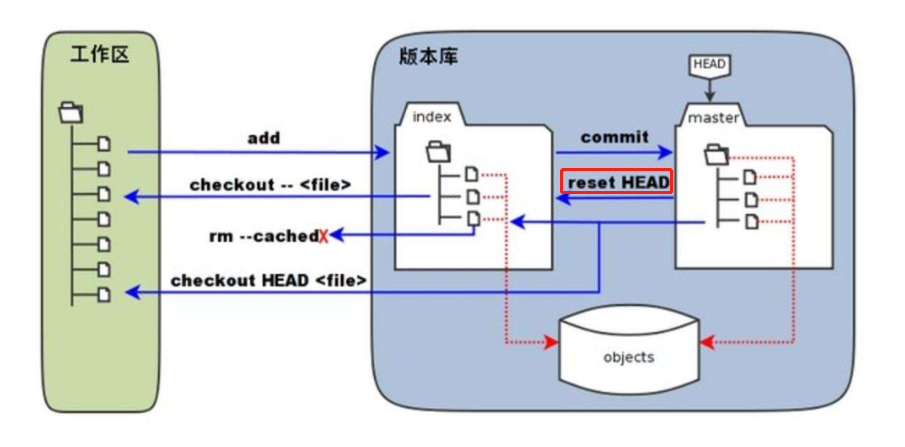 工作区
版本库
HEAD
index
master
add
commit
checkout -- <file>
reset HEAD
rm --cached
checkout HEAD <file>
objects